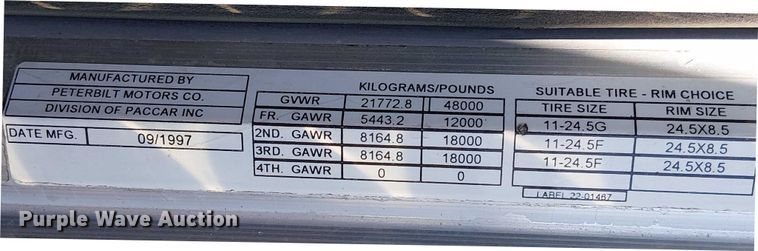 MANUFACTURED BY
PETERBILT MOTORS CO.
DIVISION OF PACCAR INC
DATE MFG. 09/1997
KILOGRAMS/POUNDS
GVWR 21772.8 48000
FR. GAWR 5443.2 12000
2ND. GAWR 8164.8 18000
3RD. GAWR 8164.8 18000
4TH. GAWR 0 0
SUITABLE TIRE - RIM CHOICE
TIRE SIZE RIM SIZE
11-24.5G 24.5X8.5
11-24.5F 24.5X8.5
11-24.5F 24.5X8.5
LABEL 22-01487
Purple Wave Auction